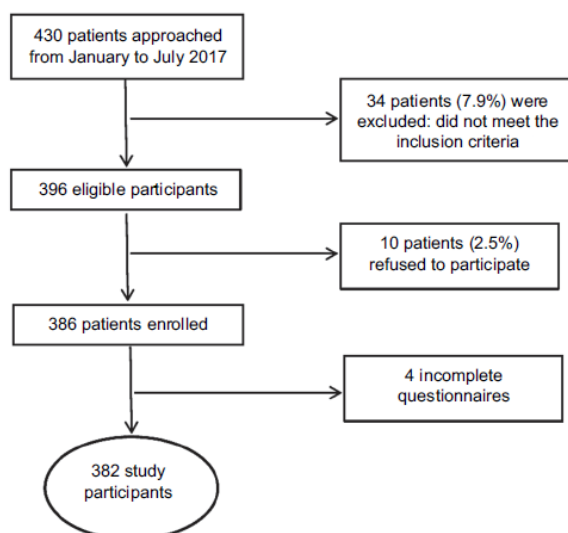 430 patients approached
from January to July 2017
34 patients (7.9%) were
excluded: did not meet the
inclusion criteria
396 eligible participants
10 patients (2.5%)
refused to participate
386 patients enrolled
4 incomplete
questionnaires
382 study
participants